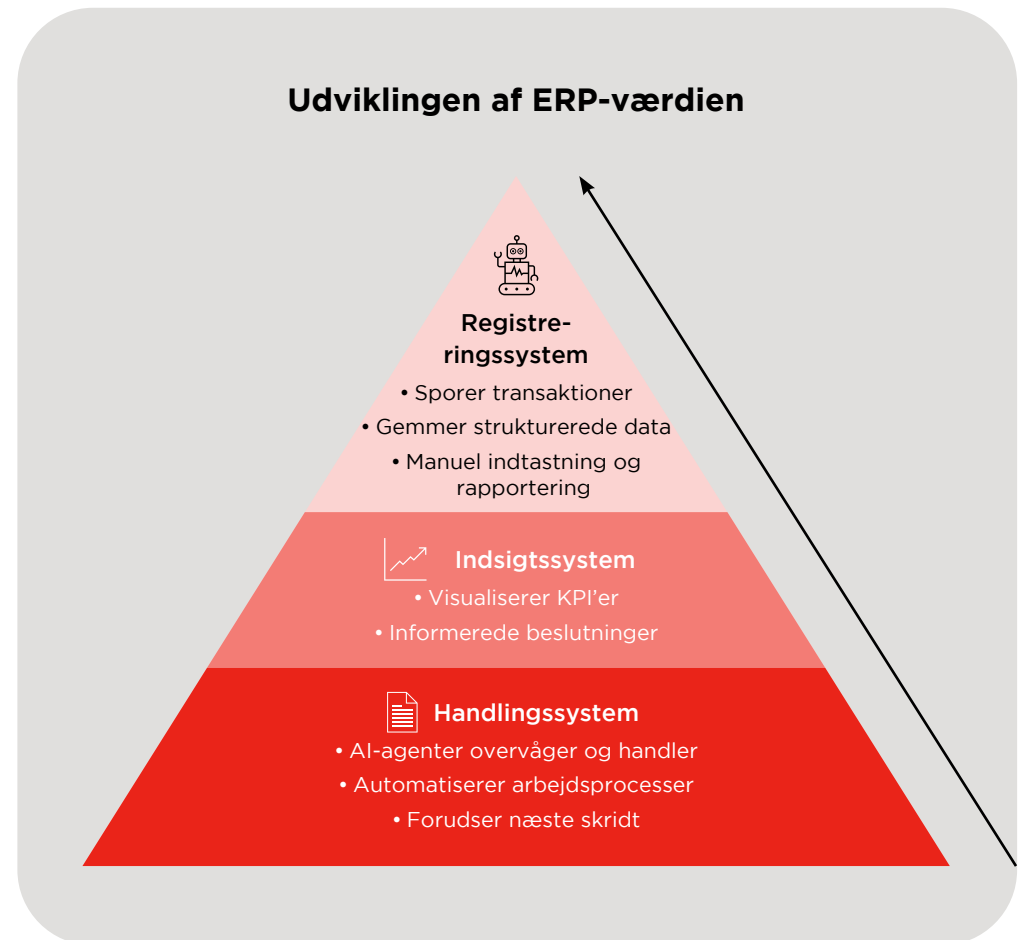 Udviklingen af ERP-værdien
Registre-
ringssystem
• Sporer transaktioner
• Gemmer strukturerede data
• Manuel indtastning og
rapportering
Indsigtssystem
• Visualiserer KPI’er
• Informerede beslutninger
Handlingssystem
• AI-agenter overvåger og handler
• Automatiserer arbejdsprocesser
• Forudser næste skridt